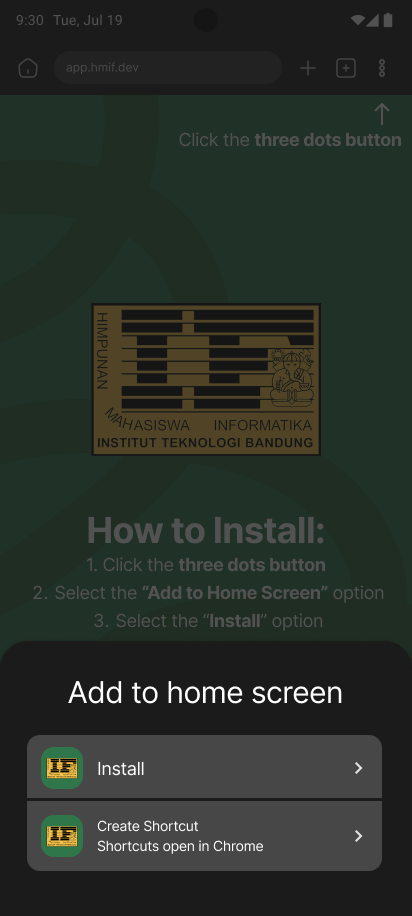 9:30 Tue, Jul 19
app.hmif.dev
Click the three dots button
HIMPUNAN
MAHASISWA INFORMATIKA
INSTITUT TEKNOLOGI BANDUNG
How to Install:
1. Click the three dots button
2. Select the “Add to Home Screen” option
3. Select the “Install” option
Add to home screen
IF
Install
IF
Create Shortcut
Shortcuts open in Chrome